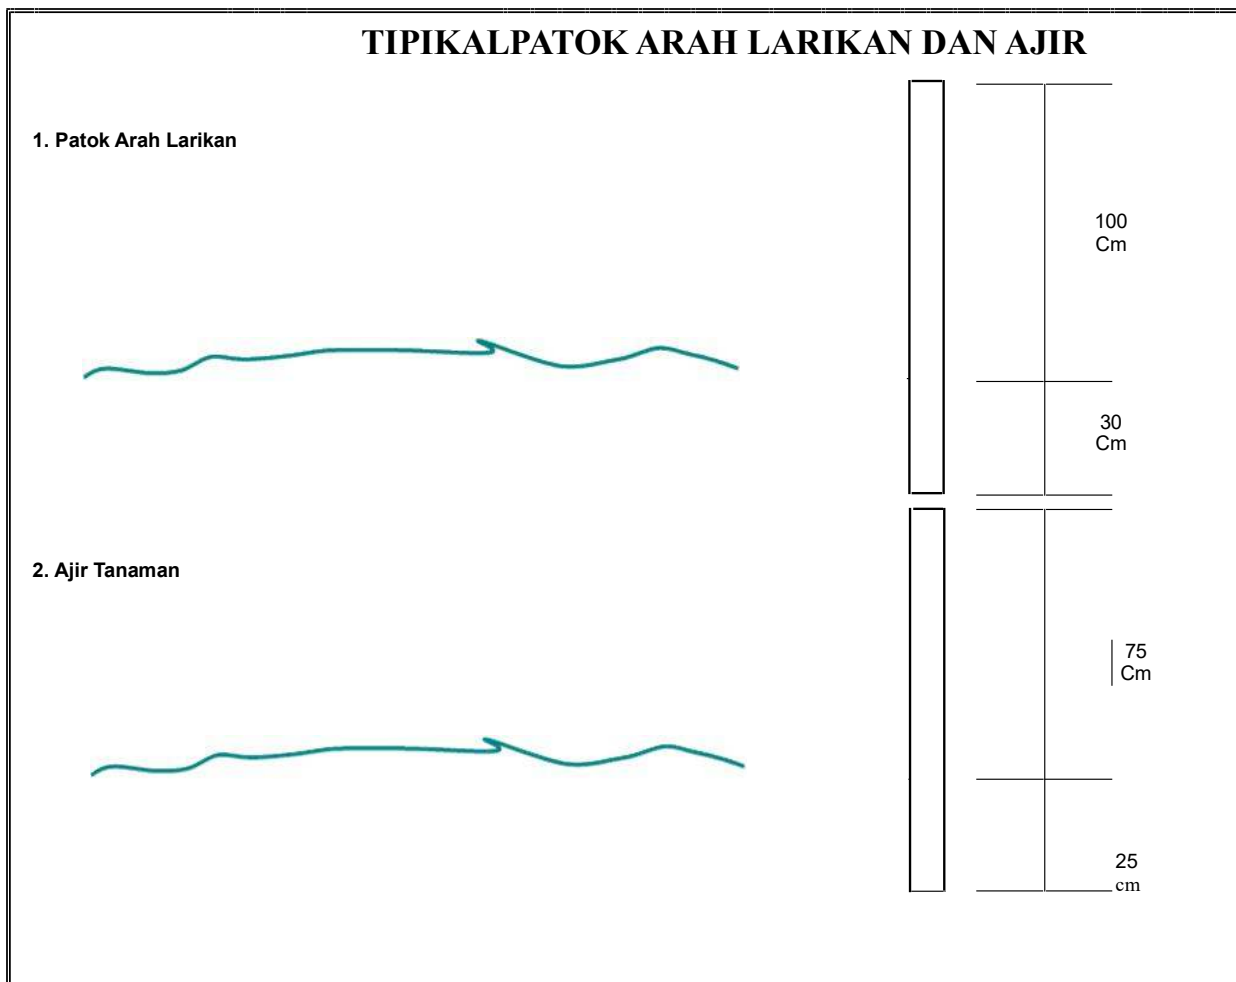 TIPIKALPATOK ARAH LARIKAN DAN AJIR
1. Patok Arah Larikan
100
Cm
30
Cm
2. Ajir Tanaman
75
Cm
25
cm